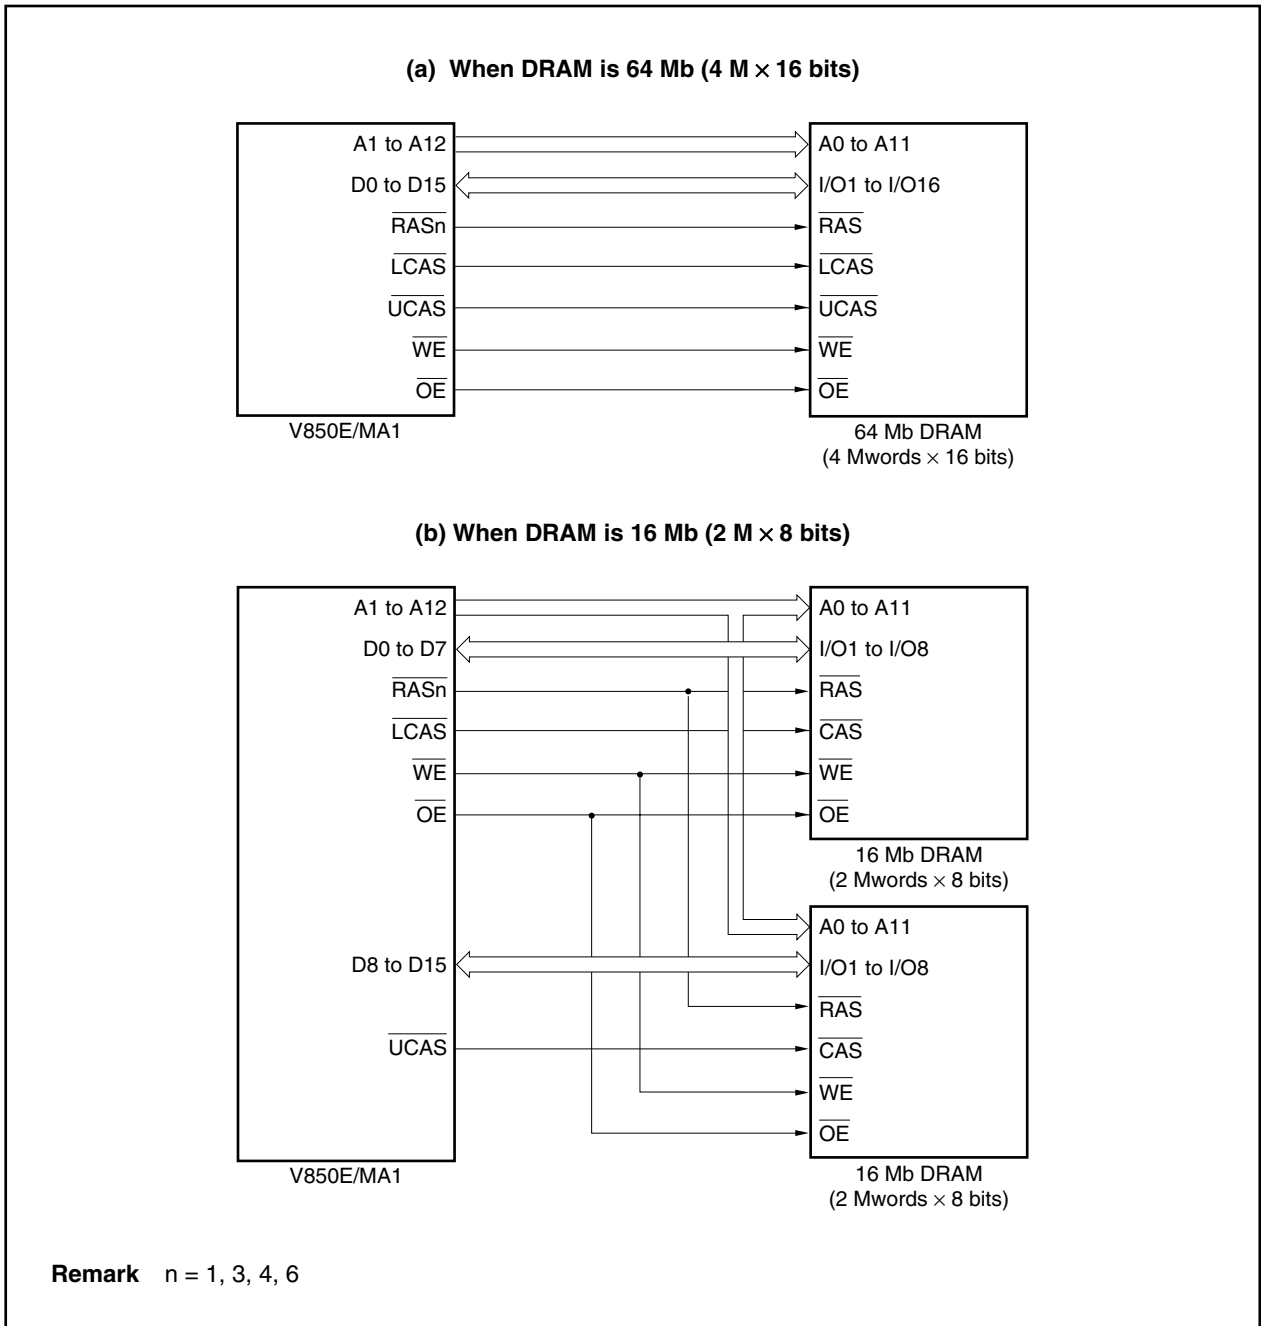 (a) When DRAM is 64 Mb (4 M × 16 bits)
A1 to A12
D0 to D15
RASn
LCAS
UCAS
WE
OE
V850E/MA1
A0 to A11
I/O1 to I/O16
RAS
LCAS
UCAS
WE
OE
64 Mb DRAM
(4 Mwords × 16 bits)
(b) When DRAM is 16 Mb (2 M × 8 bits)
A1 to A12
D0 to D7
RASn
LCAS
WE
OE
D8 to D15
UCAS
V850E/MA1
A0 to A11
I/O1 to I/O8
RAS
CAS
WE
OE
16 Mb DRAM
(2 Mwords × 8 bits)
A0 to A11
I/O1 to I/O8
RAS
CAS
WE
OE
16 Mb DRAM
(2 Mwords × 8 bits)
Remark n = 1, 3, 4, 6